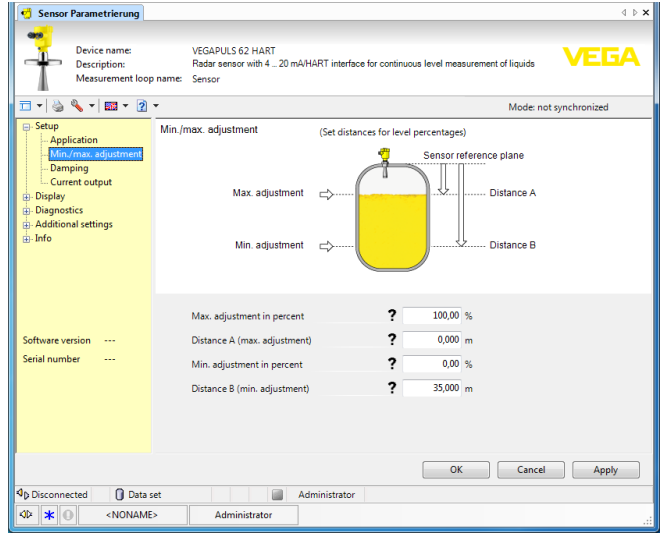 Sensor Parametrierung
Device name: VEGAPULS 62 HART
Description: Radar sensor with 4 ... 20 mA/HART interface for continuous level measurement of liquids
Measurement loop name: Sensor
VEGA
Mode: not synchronized
Setup
Application
Min./max. adjustment
Damping
Current output
Display
Diagnostics
Additional settings
Info
Software version ---
Serial number ---
Min./max. adjustment
(Set distances for level percentages)
Sensor reference plane
Max. adjustment
Distance A
Min. adjustment
Distance B
Max. adjustment in percent ? 100,00 %
Distance A (max. adjustment) ? 0,000 m
Min. adjustment in percent ? 0,00 %
Distance B (min. adjustment) ? 35,000 m
OK Cancel Apply
Disconnected Data set Administrator
<NONAME> Administrator